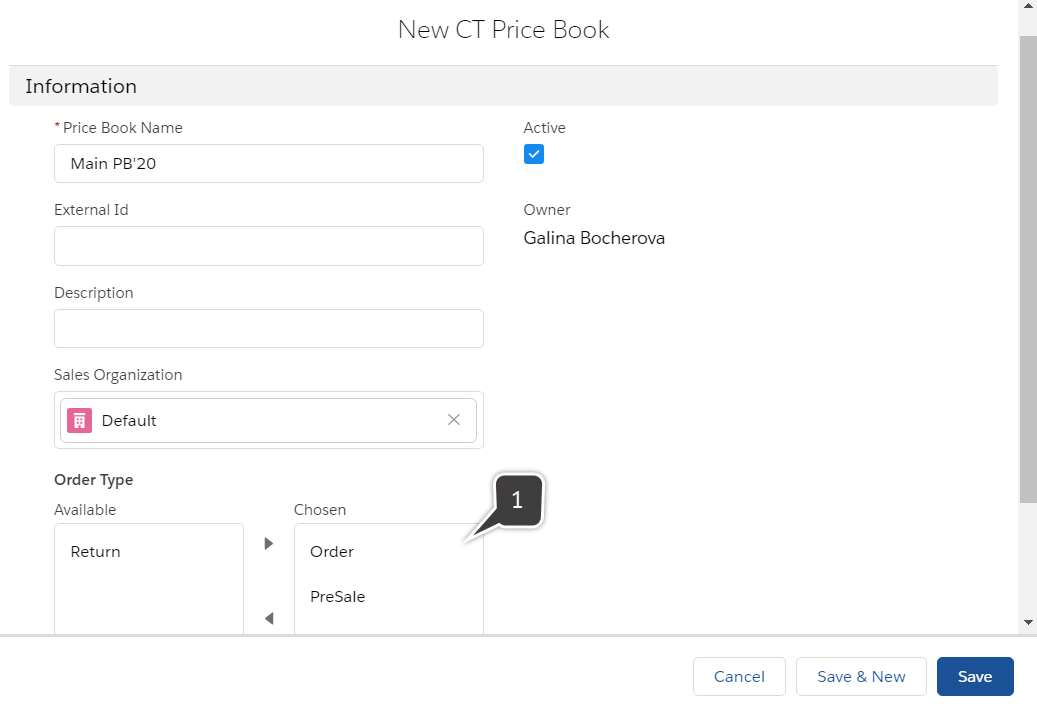 New CT Price Book
Information
* Price Book Name
Main PB'20
Active
External Id
Owner
Galina Bocherova
Description
Sales Organization
Default
Order Type
Available
Chosen
1
Return
Order
PreSale
Cancel
Save & New
Save